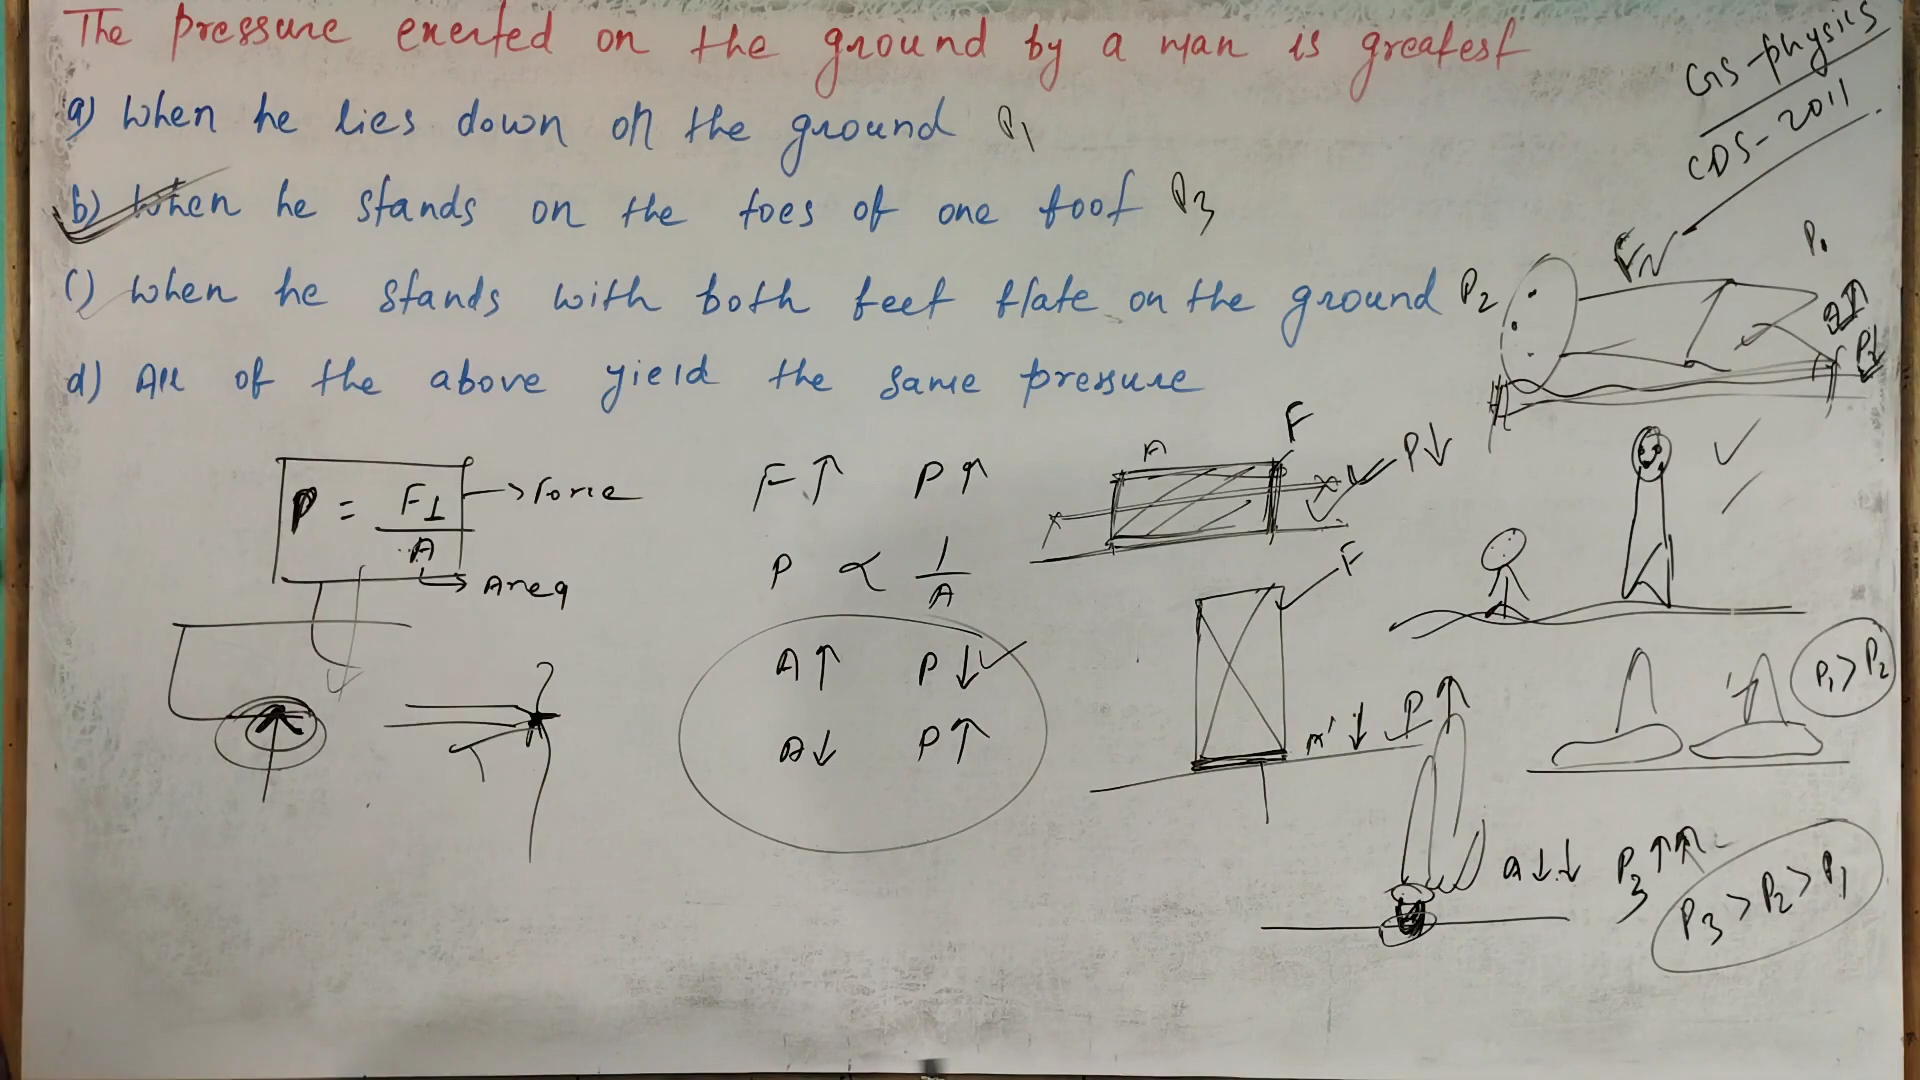 The pressure exerted on the ground by a man is greatest
GS-physics
CDS-2011
a) When he lies down on the ground P1
b) When he stands on the toes of one foot P3
c) When he stands with both feet flate on the ground P2
d) All of the above yield the same pressure
P = F⊥ / A
→ Force
→ Area
F↑ P↑
P ∝ 1/A
A↑ P↓ ✓
A↓ P↑
A F P↓
F
A'↓ P↑
P↓
P1 > P2
a↓↓ P3↑↑
P3 > P2 > P1